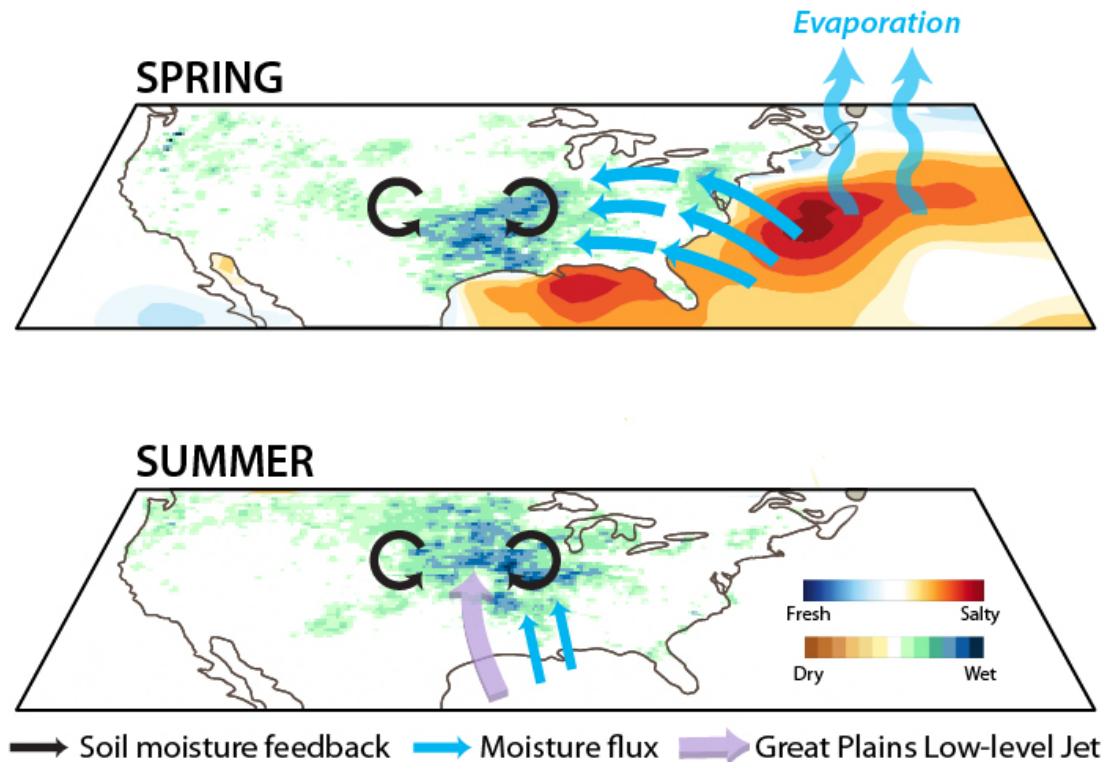 Evaporation
SPRING
SUMMER
Fresh Salty
Dry Wet
Soil moisture feedback Moisture flux Great Plains Low-level Jet